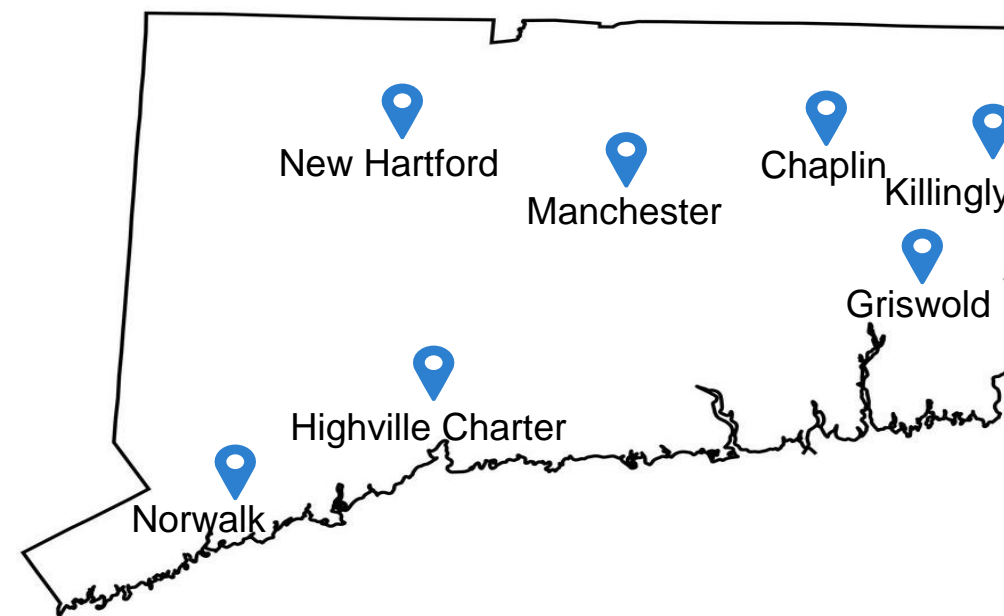 New Hartford
Manchester
Chaplin
Killingly
Griswold
Highville Charter
Norwalk